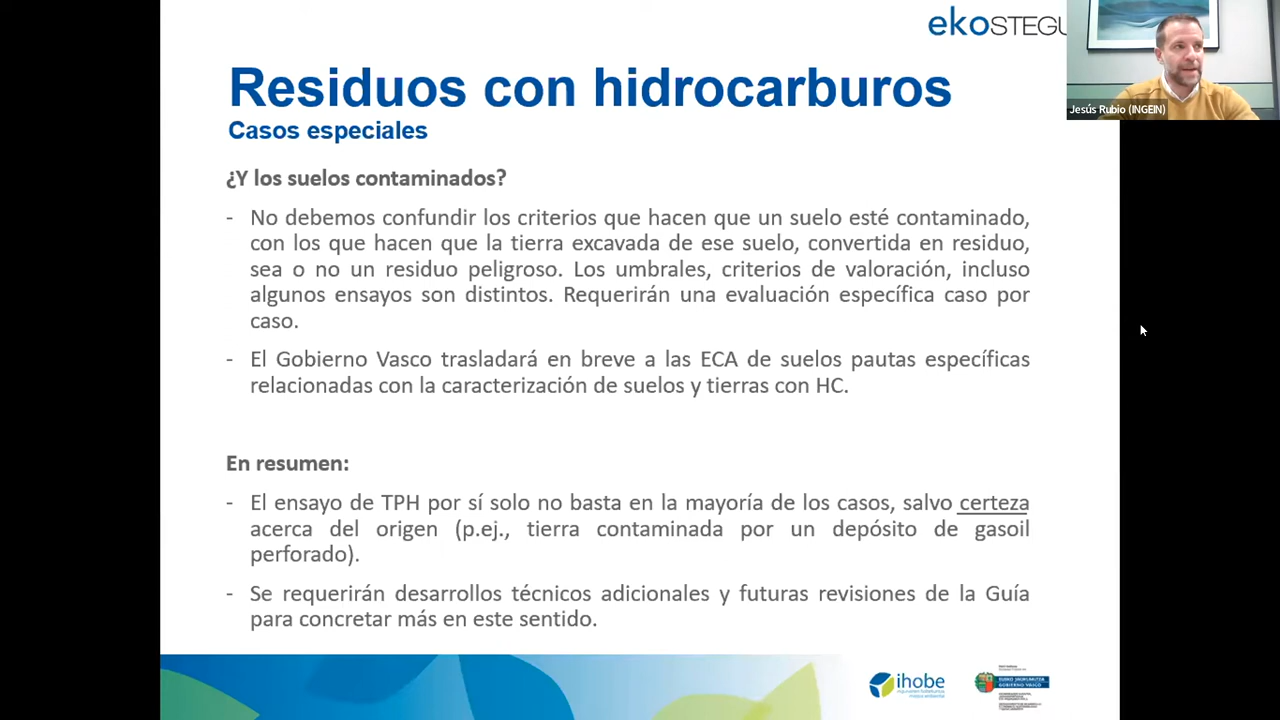 ekoSTEGU
Residuos con hidrocarburos
Casos especiales
Jesús Rubio (INGEIN)
¿Y los suelos contaminados?
- No debemos confundir los criterios que hacen que un suelo esté contaminado,
con los que hacen que la tierra excavada de ese suelo, convertida en residuo,
sea o no un residuo peligroso. Los umbrales, criterios de valoración, incluso
algunos ensayos son distintos. Requerirán una evaluación específica caso por
caso.
- El Gobierno Vasco trasladará en breve a las ECA de suelos pautas específicas
relacionadas con la caracterización de suelos y tierras con HC.
En resumen:
- El ensayo de TPH por sí solo no basta en la mayoría de los casos, salvo certeza
acerca del origen (p.ej., tierra contaminada por un depósito de gasoil
perforado).
- Se requerirán desarrollos técnicos adicionales y futuras revisiones de la Guía
para concretar más en este sentido.
ihobe
EUSKO JAURLARITZA
GOBIERNO VASCO